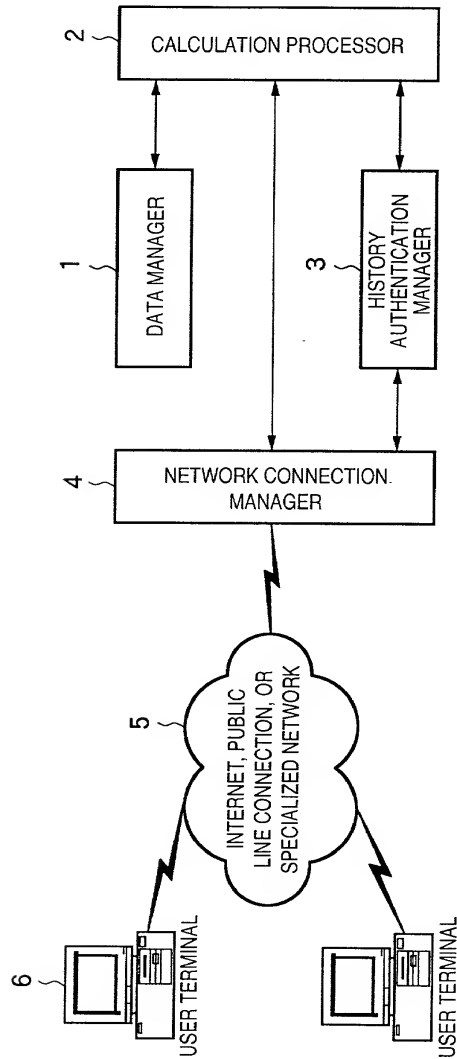 6
USER TERMINAL
USER TERMINAL
5
INTERNET, PUBLIC
LINE CONNECTION, OR
SPECIALIZED NETWORK
4
NETWORK CONNECTION
MANAGER
1
DATA MANAGER
3
HISTORY
AUTHENTICATION
MANAGER
2
CALCULATION PROCESSOR